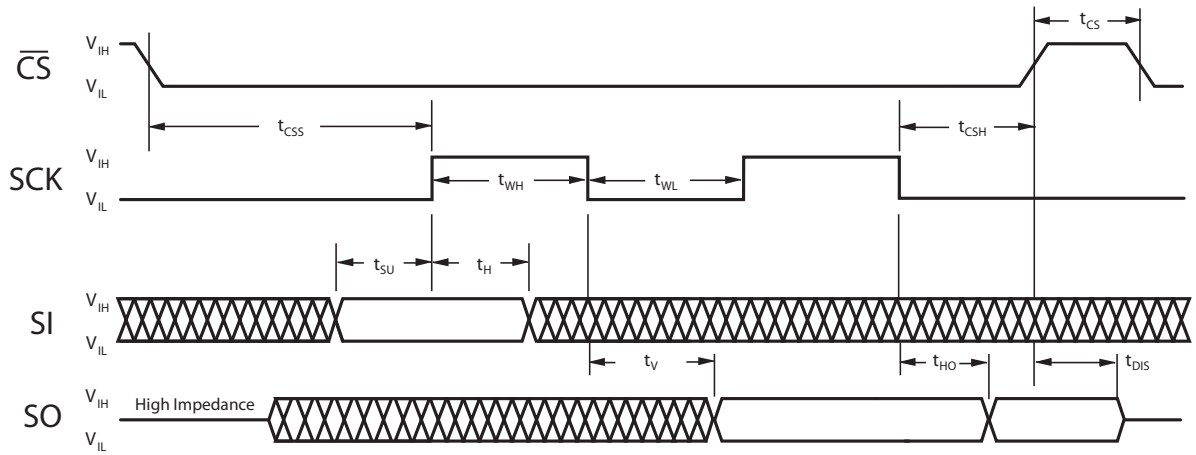 t_CS
V_IH
C̅S̅
V_IL
t_CSS
t_CSH
V_IH
SCK
t_WH
t_WL
V_IL
t_SU
t_H
V_IH
SI
V_IL
t_V
t_HO
t_DIS
V_IH
High Impedance
SO
V_IL